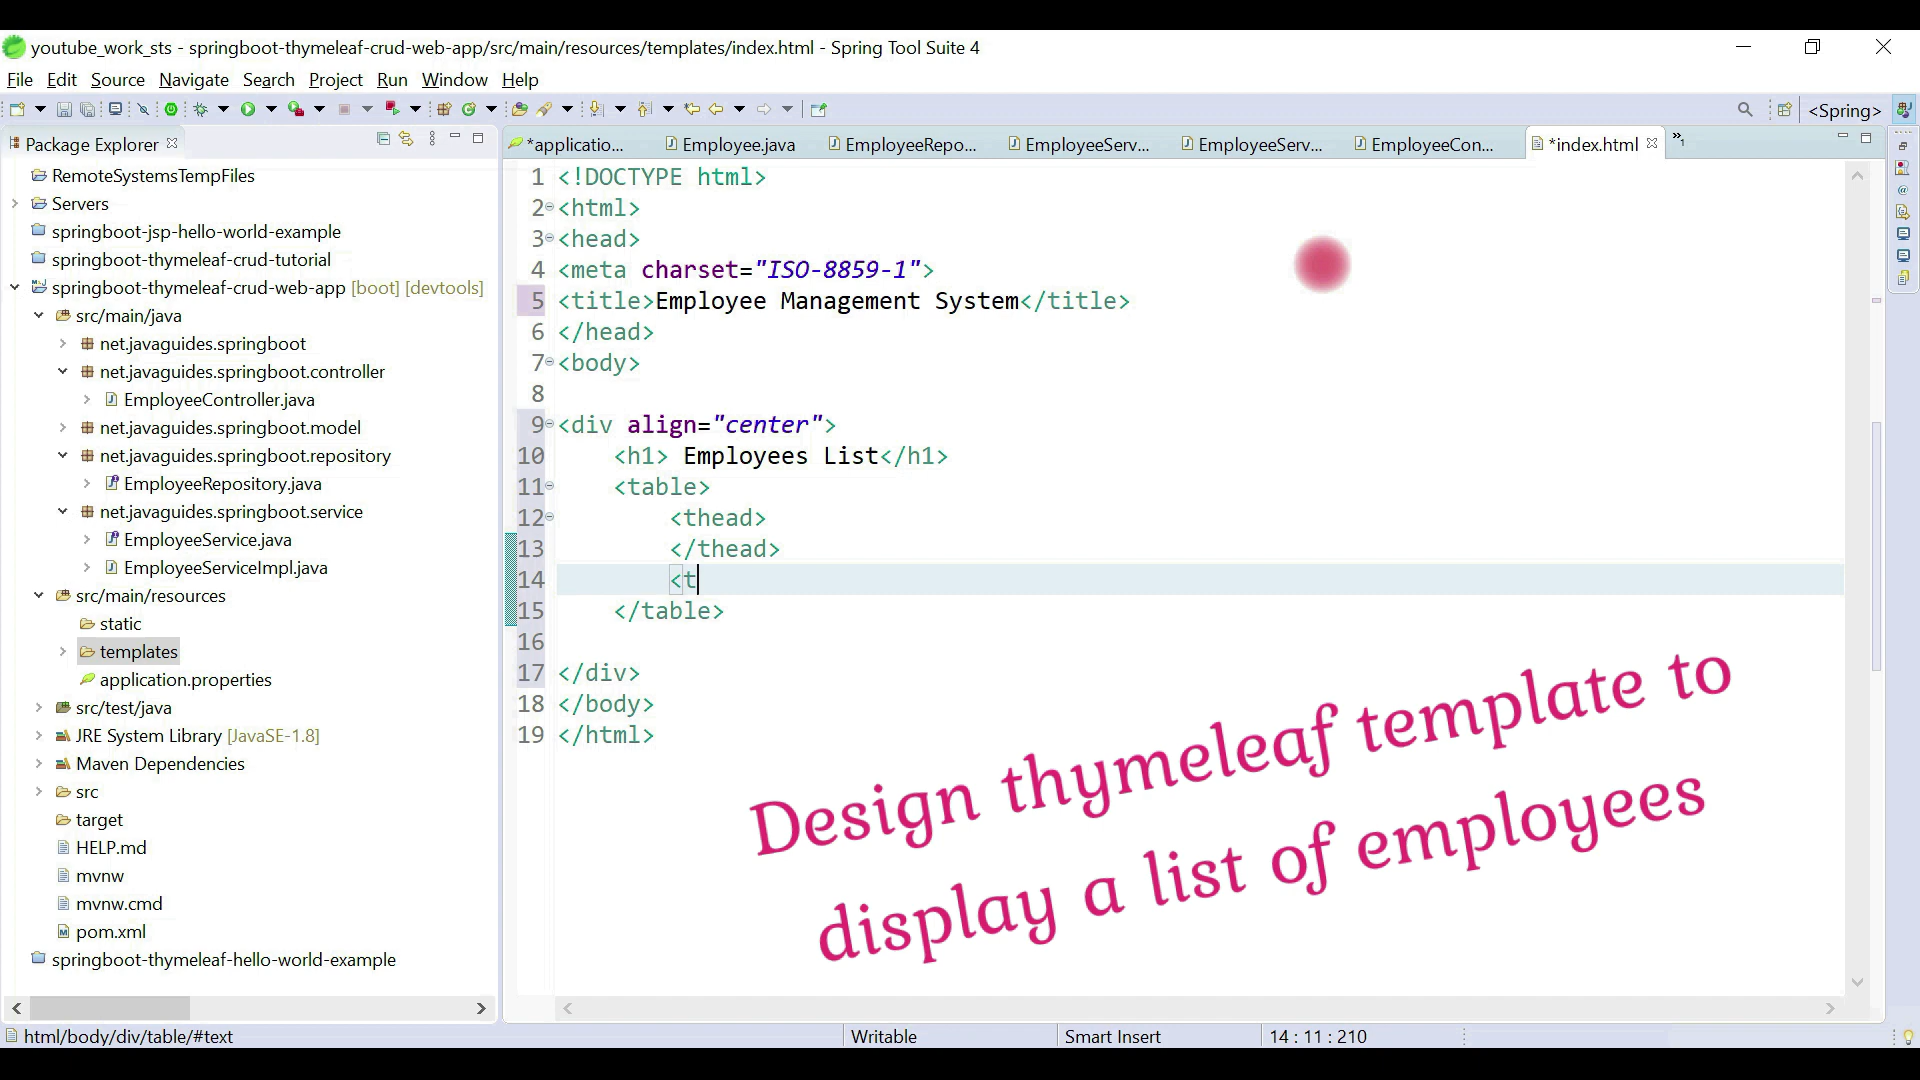 youtube_work_sts - springboot-thymeleaf-crud-web-app/src/main/resources/templates/index.html - Spring Tool Suite 4
File Edit Source Navigate Search Project Run Window Help
<Spring>
Package Explorer
*applicatio... Employee.java EmployeeRepo... EmployeeServ... EmployeeServ... EmployeeCon... *index.html »1
RemoteSystemsTempFiles
Servers
springboot-jsp-hello-world-example
springboot-thymeleaf-crud-tutorial
springboot-thymeleaf-crud-web-app [boot] [devtools]
src/main/java
net.javaguides.springboot
net.javaguides.springboot.controller
EmployeeController.java
net.javaguides.springboot.model
net.javaguides.springboot.repository
EmployeeRepository.java
net.javaguides.springboot.service
EmployeeService.java
EmployeeServiceImpl.java
src/main/resources
static
templates
application.properties
src/test/java
JRE System Library [JavaSE-1.8]
Maven Dependencies
src
target
HELP.md
mvnw
mvnw.cmd
pom.xml
springboot-thymeleaf-hello-world-example
1 <!DOCTYPE html>
2 <html>
3 <head>
4 <meta charset="ISO-8859-1">
5 <title>Employee Management System</title>
6 </head>
7 <body>
8
9 <div align="center">
10 <h1> Employees List</h1>
11 <table>
12 <thead>
13 </thead>
14 <t
15 </table>
16
17 </div>
18 </body>
19 </html>
Design thymeleaf template to
display a list of employees
html/body/div/table/#text Writable Smart Insert 14 : 11 : 210